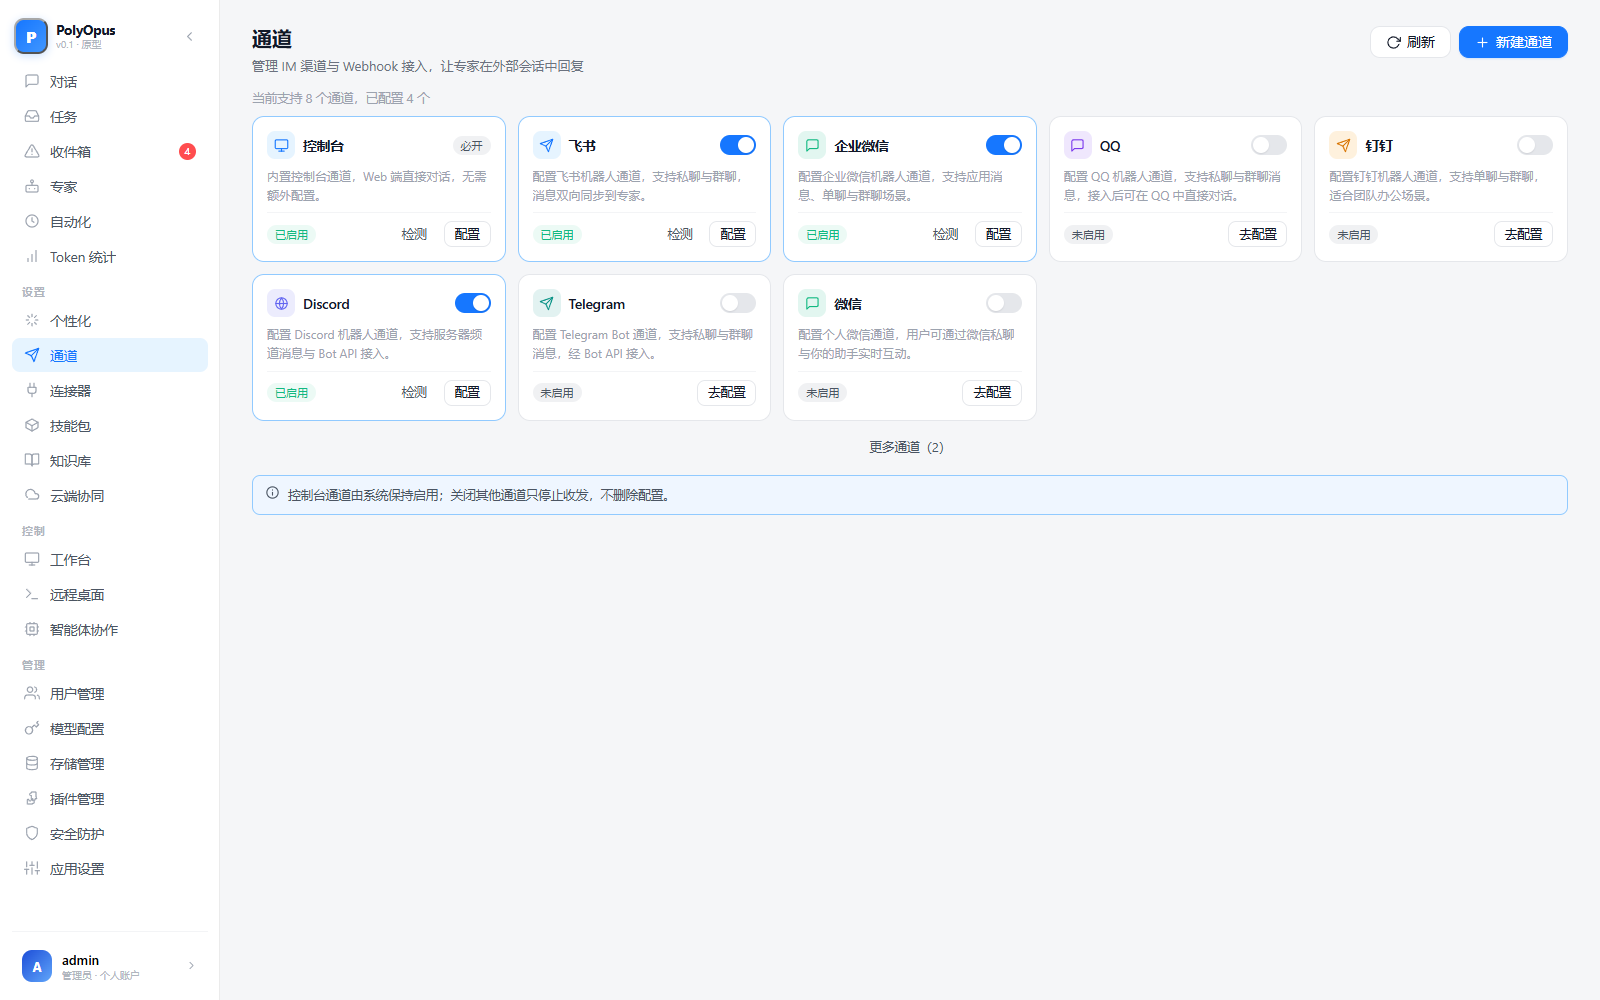 P
PolyOpus
v0.1 · 原型
对话
任务
收件箱
4
专家
自动化
Token 统计
设置
个性化
通道
连接器
技能包
知识库
云端协同
控制
工作台
远程桌面
智能体协作
管理
用户管理
模型配置
存储管理
插件管理
安全防护
应用设置
A
admin
管理员 · 个人账户
通道
管理 IM 渠道与 Webhook 接入，让专家在外部会话中回复
刷新
新建通道
当前支持 8 个通道，已配置 4 个
控制台
必开
内置控制台通道，Web 端直接对话，无需
额外配置。
已启用
检测
配置
飞书
配置飞书机器人通道，支持私聊与群聊，
消息双向同步到专家。
已启用
检测
配置
企业微信
配置企业微信机器人通道，支持应用消
息、单聊与群聊场景。
已启用
检测
配置
QQ
配置 QQ 机器人通道，支持私聊与群聊消
息，接入后可在 QQ 中直接对话。
未启用
去配置
钉钉
配置钉钉机器人通道，支持单聊与群聊，
适合团队办公场景。
未启用
去配置
Discord
配置 Discord 机器人通道，支持服务器频
道消息与 Bot API 接入。
已启用
检测
配置
Telegram
配置 Telegram Bot 通道，支持私聊与群聊
消息，经 Bot API 接入。
未启用
去配置
微信
配置个人微信通道，用户可通过微信私聊
与你的助手实时互动。
未启用
去配置
更多通道（2）
控制台通道由系统保持启用；关闭其他通道只停止收发，不删除配置。